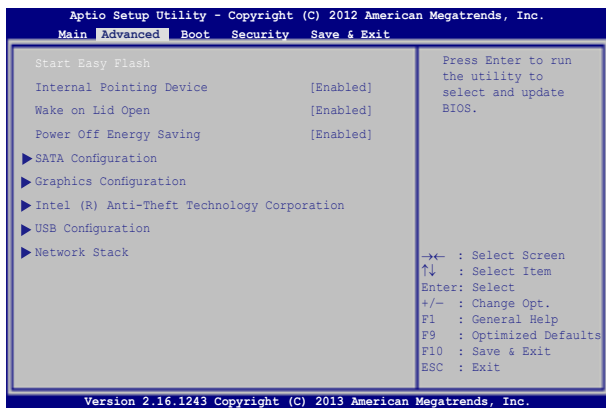 Aptio Setup Utility - Copyright (C) 2012 American Megatrends, Inc.
Main Advanced Boot Security Save & Exit
Start Easy Flash
Internal Pointing Device [Enabled]
Wake on Lid Open [Enabled]
Power Off Energy Saving [Enabled]
SATA Configuration
Graphics Configuration
Intel (R) Anti-Theft Technology Corporation
USB Configuration
Network Stack
Press Enter to run
the utility to
select and update
BIOS.
→← : Select Screen
↑↓ : Select Item
Enter: Select
+/— : Change Opt.
F1 : General Help
F9 : Optimized Defaults
F10 : Save & Exit
ESC : Exit
Version 2.16.1243 Copyright (C) 2013 American Megatrends, Inc.